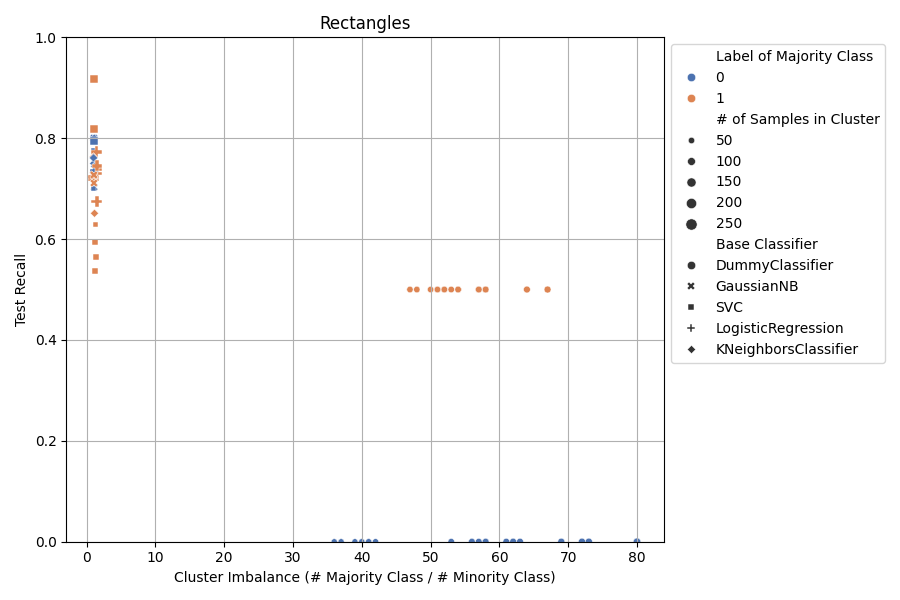 Rectangles
1.0
0.8
0.6
0.4
0.2
0.0
Test Recall
0 10 20 30 40 50 60 70 80
Cluster Imbalance (# Majority Class / # Minority Class)
Label of Majority Class
0
1
# of Samples in Cluster
50
100
150
200
250
Base Classifier
DummyClassifier
GaussianNB
SVC
LogisticRegression
KNeighborsClassifier